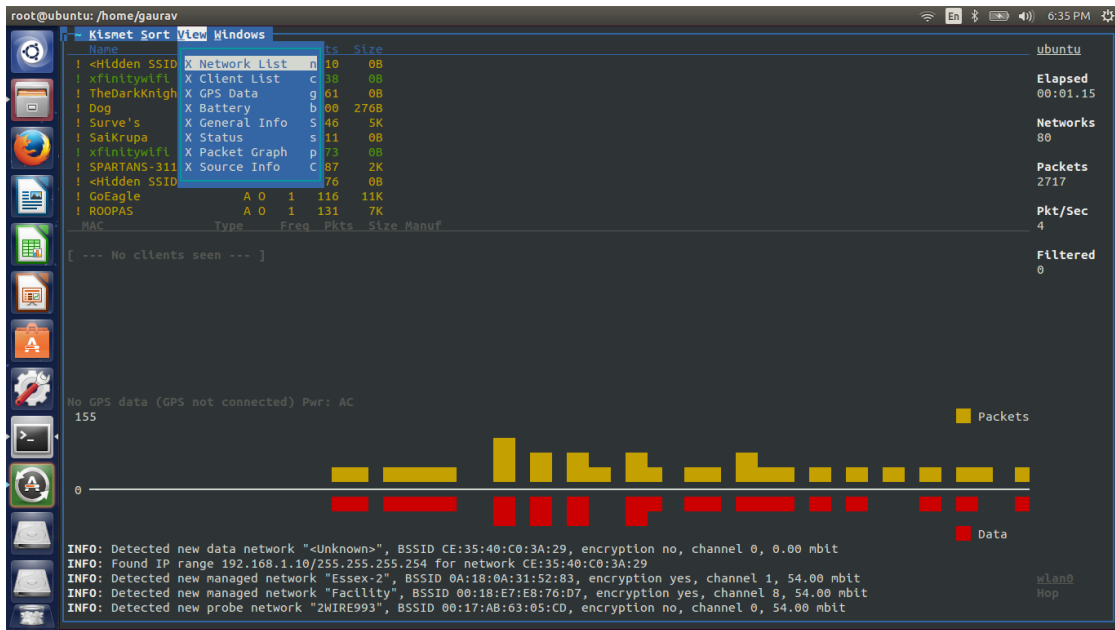 root@ubuntu: /home/gaurav En 6:35 PM
~ Kismet Sort View Windows
Name ts Size ubuntu
! <Hidden SSID X Network List n 10 0B
! xfinitywifi X Client List c 38 0B Elapsed
! TheDarkKnigh X GPS Data g 61 0B 00:01.15
! Dog X Battery b 00 276B
! Surve's X General Info S 46 5K Networks
! SaiKrupa X Status s 11 0B 80
! xfinitywifi X Packet Graph p 73 0B
! SPARTANS-311 X Source Info C 87 2K Packets
! <Hidden SSID 76 0B 2717
! GoEagle A O 1 116 11K
! ROOPAS A O 1 131 7K Pkt/Sec
MAC Type Freq Pkts Size Manuf 4
[ --- No clients seen --- ] Filtered
0
No GPS data (GPS not connected) Pwr: AC
155 Packets
0
Data
INFO: Detected new data network "<Unknown>", BSSID CE:35:40:C0:3A:29, encryption no, channel 0, 0.00 mbit
INFO: Found IP range 192.168.1.10/255.255.255.254 for network CE:35:40:C0:3A:29
INFO: Detected new managed network "Essex-2", BSSID 0A:18:0A:31:52:83, encryption yes, channel 1, 54.00 mbit wlan0
INFO: Detected new managed network "Facility", BSSID 00:18:E7:E8:76:D7, encryption yes, channel 8, 54.00 mbit Hop
INFO: Detected new probe network "2WIRE993", BSSID 00:17:AB:63:05:CD, encryption no, channel 0, 54.00 mbit